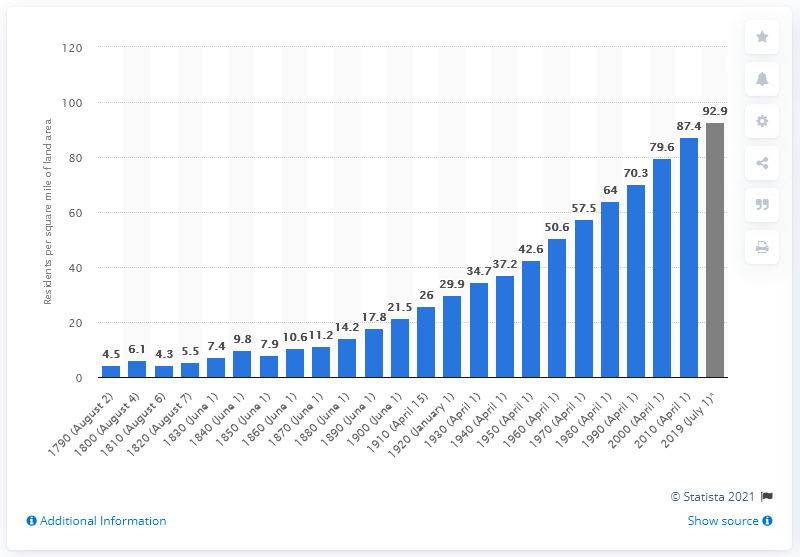 Residents per square mile of land area
120
100
80
60
40
20
0
4.5
6.1
4.3
5.5
7.4
9.8
7.9
10.6
11.2
14.2
17.8
21.5
26
29.9
34.7
37.2
42.6
50.6
57.5
64
70.3
79.6
87.4
92.9
1790 (August 2)
1800 (August 4)
1810 (August 6)
1820 (August 7)
1830 (June 1)
1840 (June 1)
1850 (June 1)
1860 (June 1)
1870 (June 1)
1880 (June 1)
1890 (June 1)
1900 (June 1)
1910 (April 15)
1920 (January 1)
1930 (April 1)
1940 (April 1)
1950 (April 1)
1960 (April 1)
1970 (April 1)
1980 (April 1)
1990 (April 1)
2000 (April 1)
2010 (April 1)
2019 (July 1)*
© Statista 2021
Additional Information
Show source